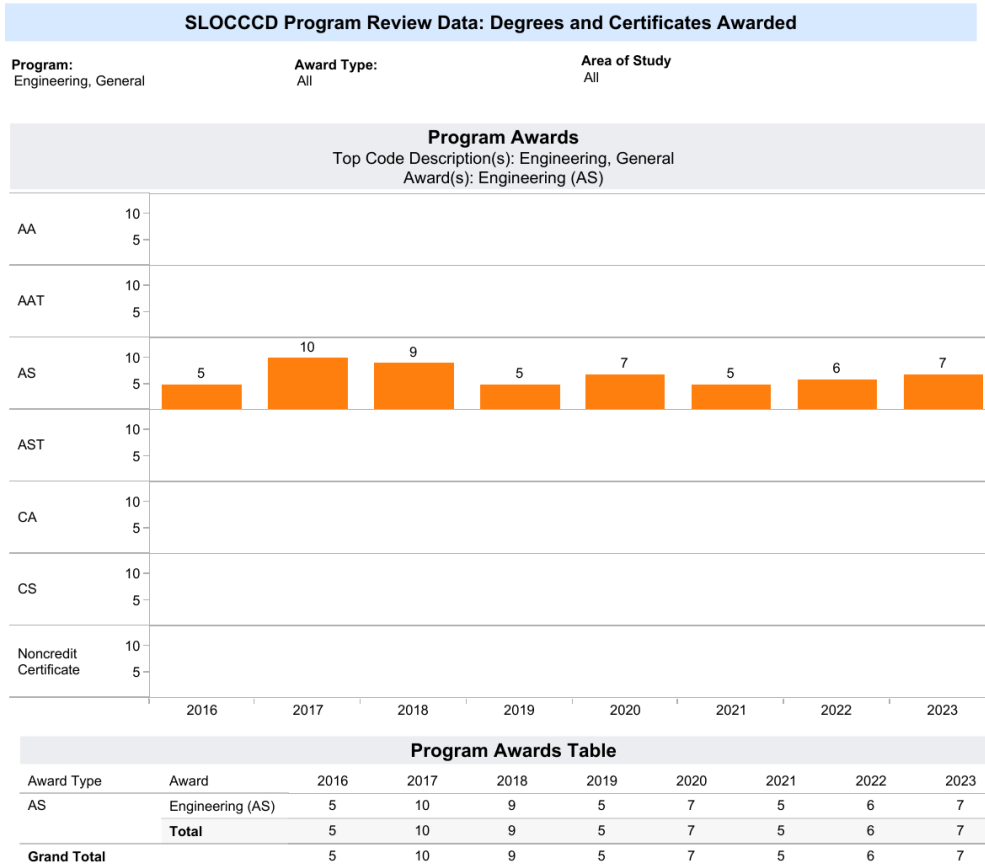 SLOCCCD Program Review Data: Degrees and Certificates Awarded
Program: Award Type: Area of Study
Engineering, General All All
Program Awards
Top Code Description(s): Engineering, General
Award(s): Engineering (AS)
AA 10
5
AAT 10
5
AS 10
5
5 10 9 5 7 5 6 7
AST 10
5
CA 10
5
CS 10
5
Noncredit Certificate 10
5
2016 2017 2018 2019 2020 2021 2022 2023
Program Awards Table
Award Type Award 2016 2017 2018 2019 2020 2021 2022 2023
AS Engineering (AS) 5 10 9 5 7 5 6 7
Total 5 10 9 5 7 5 6 7
Grand Total 5 10 9 5 7 5 6 7